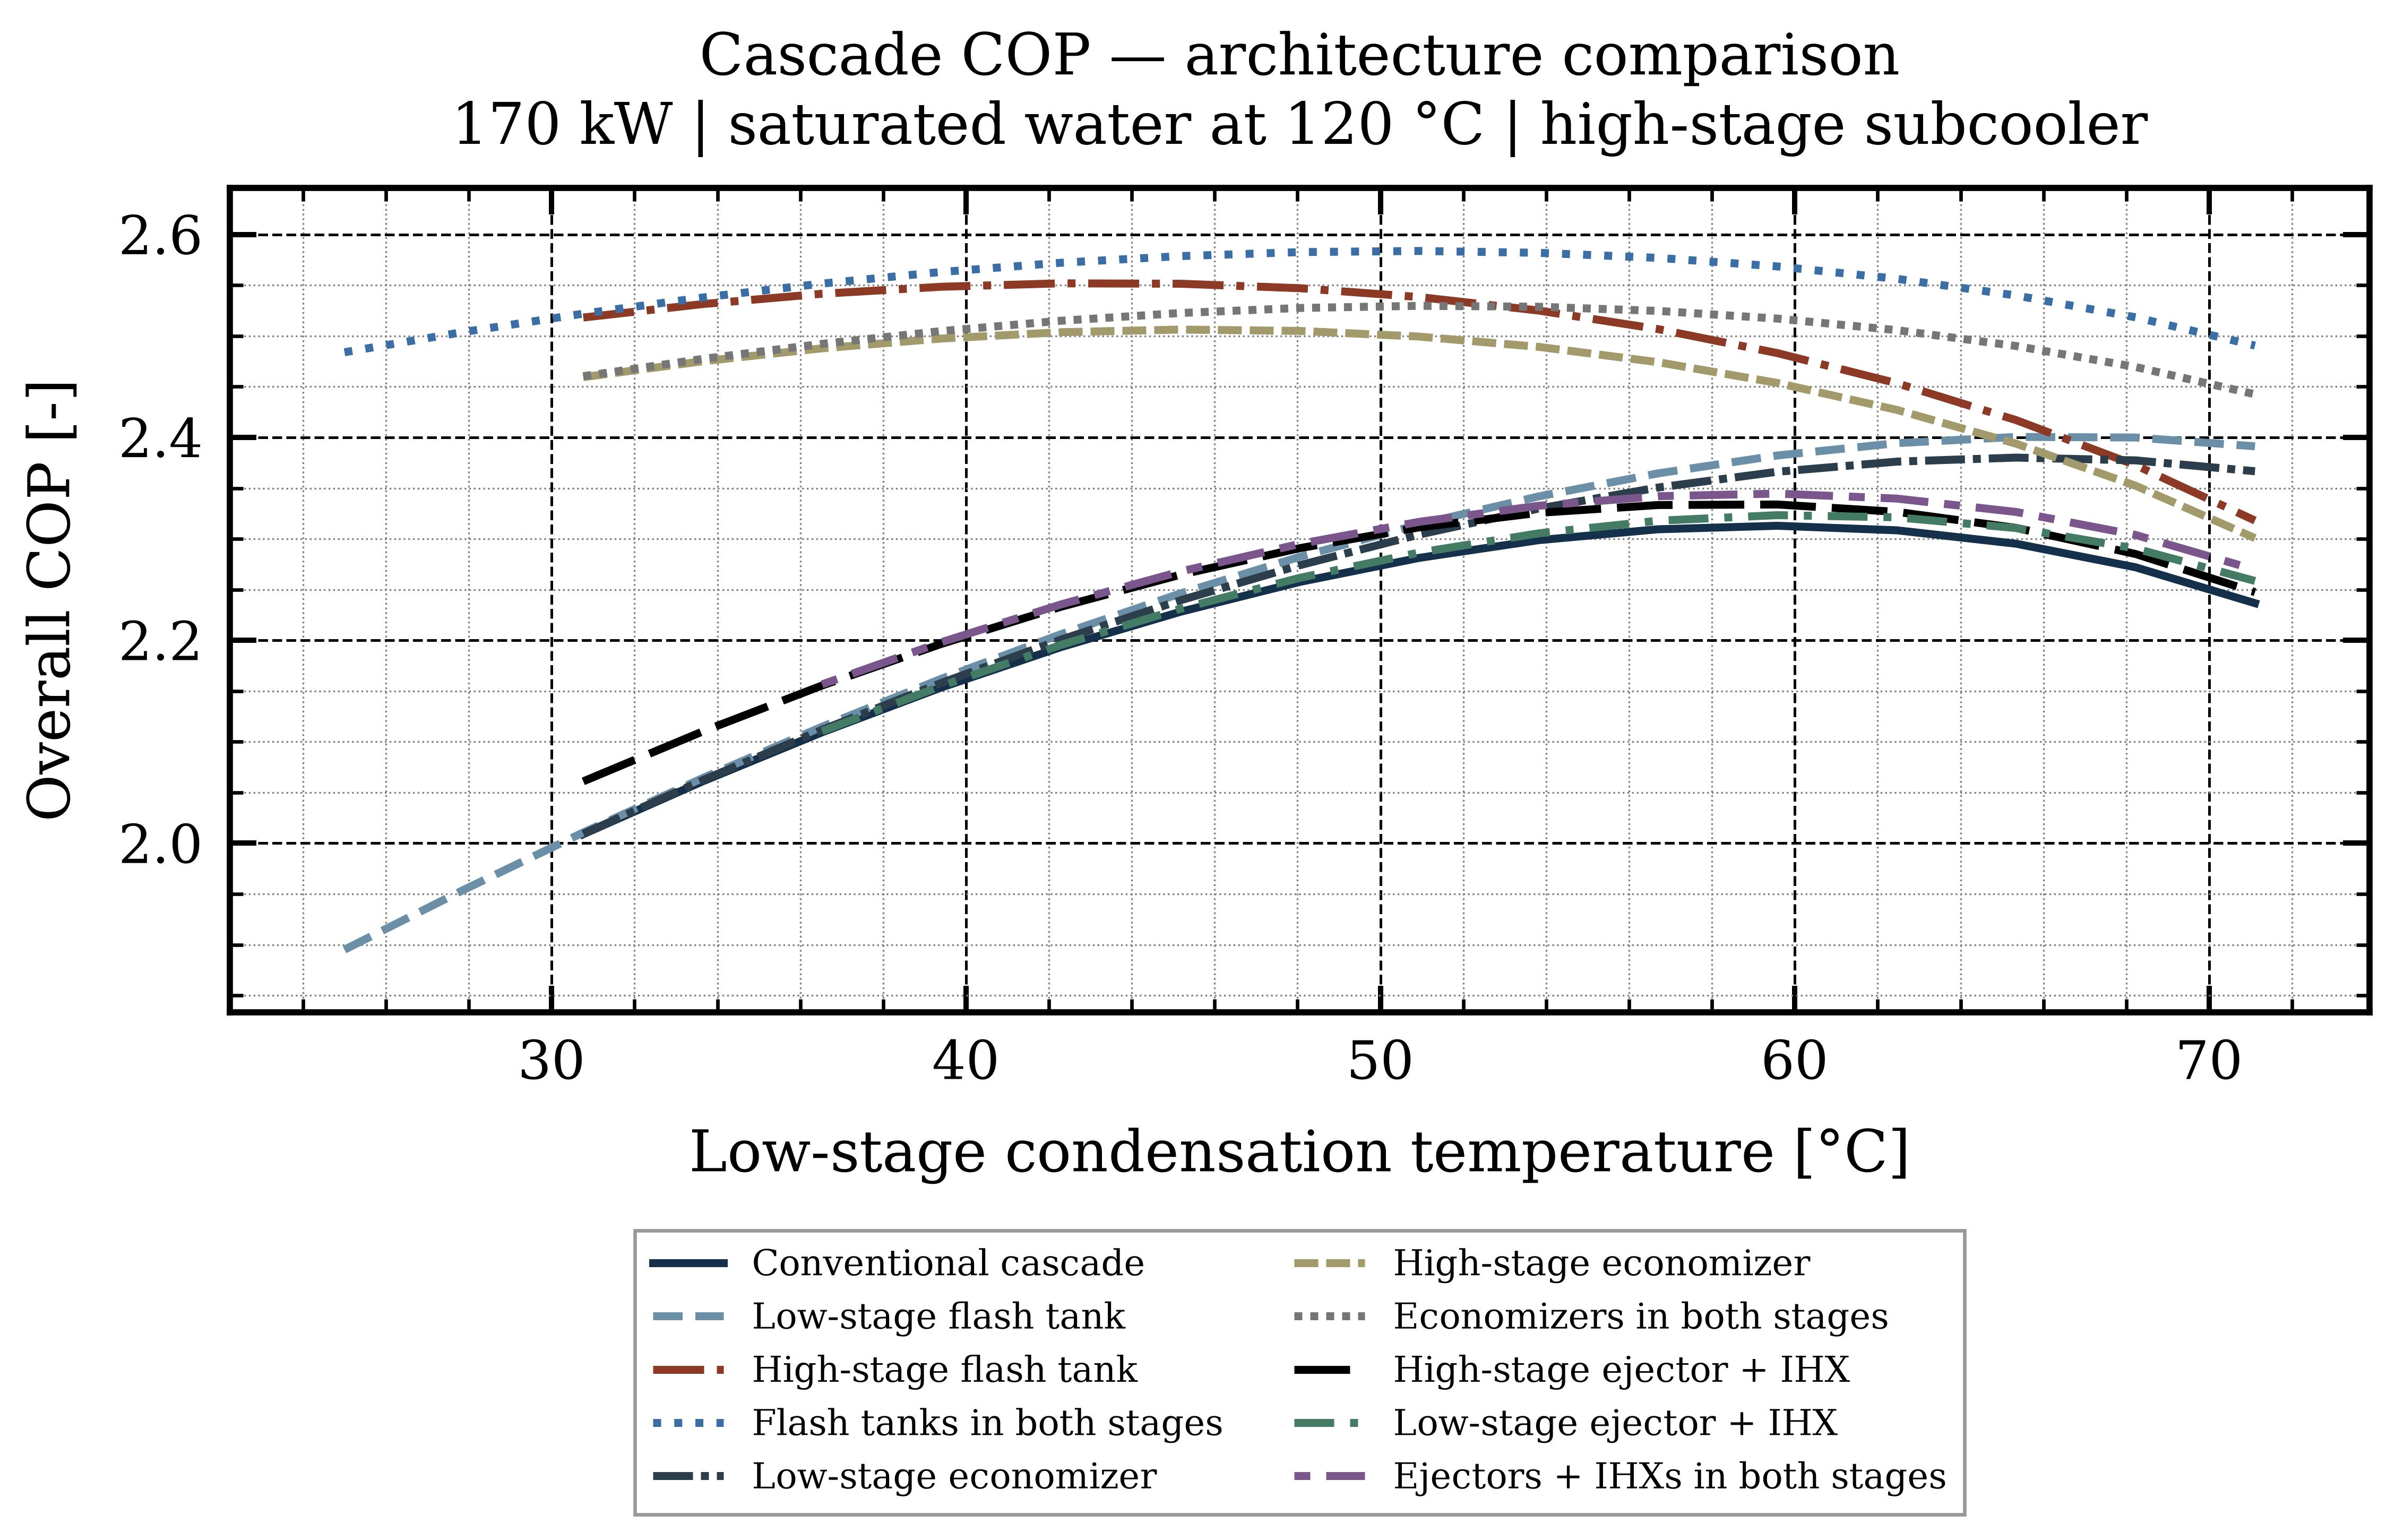 Cascade COP — architecture comparison
170 kW | saturated water at 120 °C | high-stage subcooler
Overall COP [-]
2.6
2.4
2.2
2.0
30 40 50 60 70
Low-stage condensation temperature [°C]
Conventional cascade
Low-stage flash tank
High-stage flash tank
Flash tanks in both stages
Low-stage economizer
High-stage economizer
Economizers in both stages
High-stage ejector + IHX
Low-stage ejector + IHX
Ejectors + IHXs in both stages